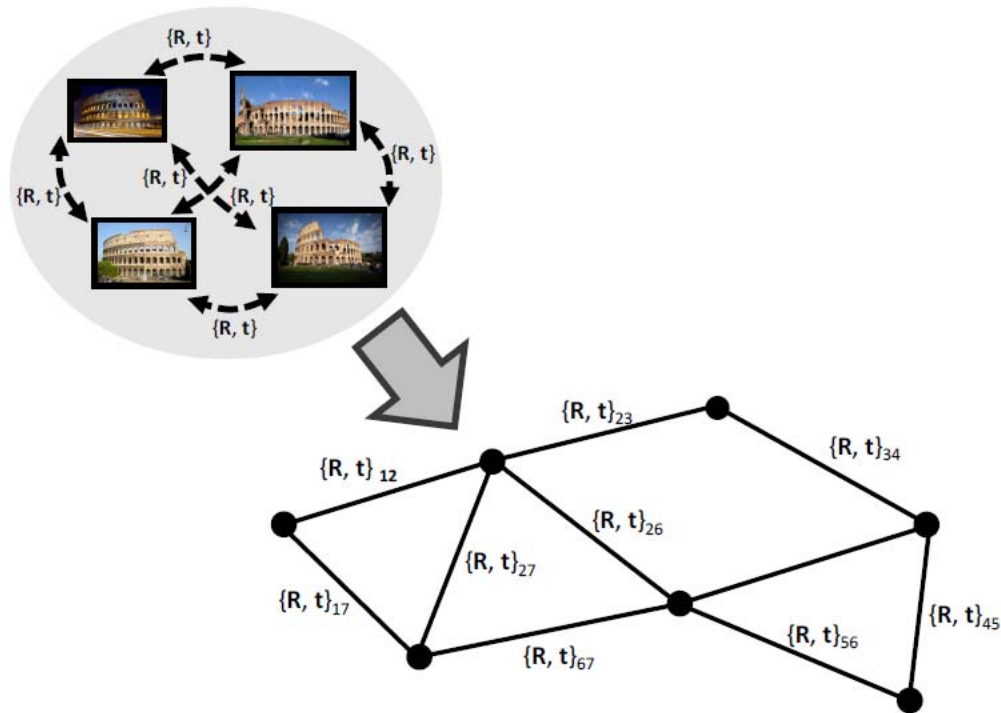 {R, t}
{R, t}
{R, t}
{R, t}
{R, t}
{R, t}
{R, t}₂₃
{R, t}₃₄
{R, t} ₁₂
{R, t}₂₆
{R, t}₂₇
{R, t}₁₇
{R, t}₄₅
{R, t}₅₆
{R, t}₆₇